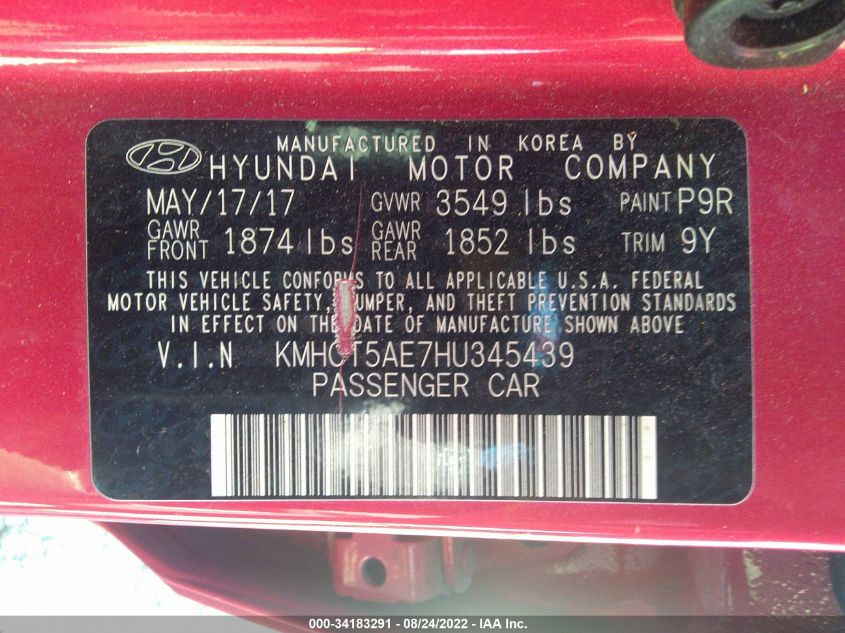 MANUFACTURED IN KOREA BY
HYUNDAI MOTOR COMPANY
MAY/17/17 GVWR 3549 lbs PAINT P9R
GAWR FRONT 1874 lbs GAWR REAR 1852 lbs TRIM 9Y
THIS VEHICLE CONFORMS TO ALL APPLICABLE U.S.A. FEDERAL
MOTOR VEHICLE SAFETY, BUMPER, AND THEFT PREVENTION STANDARDS
IN EFFECT ON THE DATE OF MANUFACTURE SHOWN ABOVE
V.I.N KMHCT5AE7HU345439
PASSENGER CAR
000-34183291 - 08/24/2022 - IAA Inc.